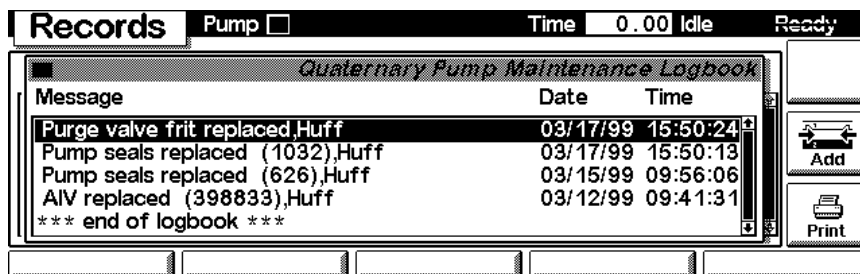 Records Pump Time 0.00 Idle Ready
Quaternary Pump Maintenance Logbook
Message Date Time
Purge valve frit replaced,Huff 03/17/99 15:50:24
Pump seals replaced (1032),Huff 03/17/99 15:50:13
Pump seals replaced (626),Huff 03/15/99 09:56:06
AIV replaced (398833),Huff 03/12/99 09:41:31
*** end of logbook ***
Add
Print